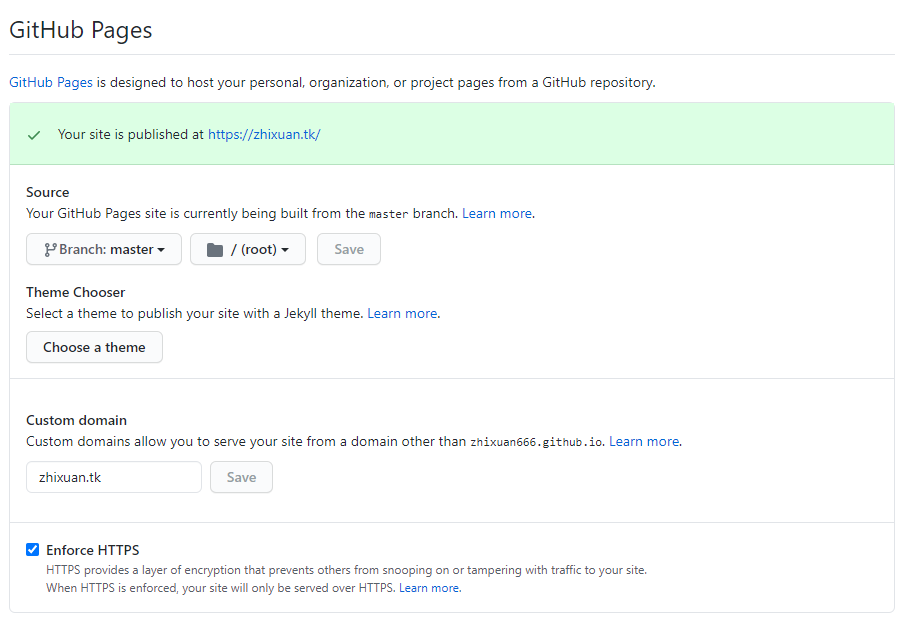 GitHub Pages
GitHub Pages is designed to host your personal, organization, or project pages from a GitHub repository.
Your site is published at https://zhixuan.tk/
Source
Your GitHub Pages site is currently being built from the master branch. Learn more.
Branch: master / (root) Save
Theme Chooser
Select a theme to publish your site with a Jekyll theme. Learn more.
Choose a theme
Custom domain
Custom domains allow you to serve your site from a domain other than zhixuan666.github.io. Learn more.
zhixuan.tk Save
Enforce HTTPS
HTTPS provides a layer of encryption that prevents others from snooping on or tampering with traffic to your site.
When HTTPS is enforced, your site will only be served over HTTPS. Learn more.